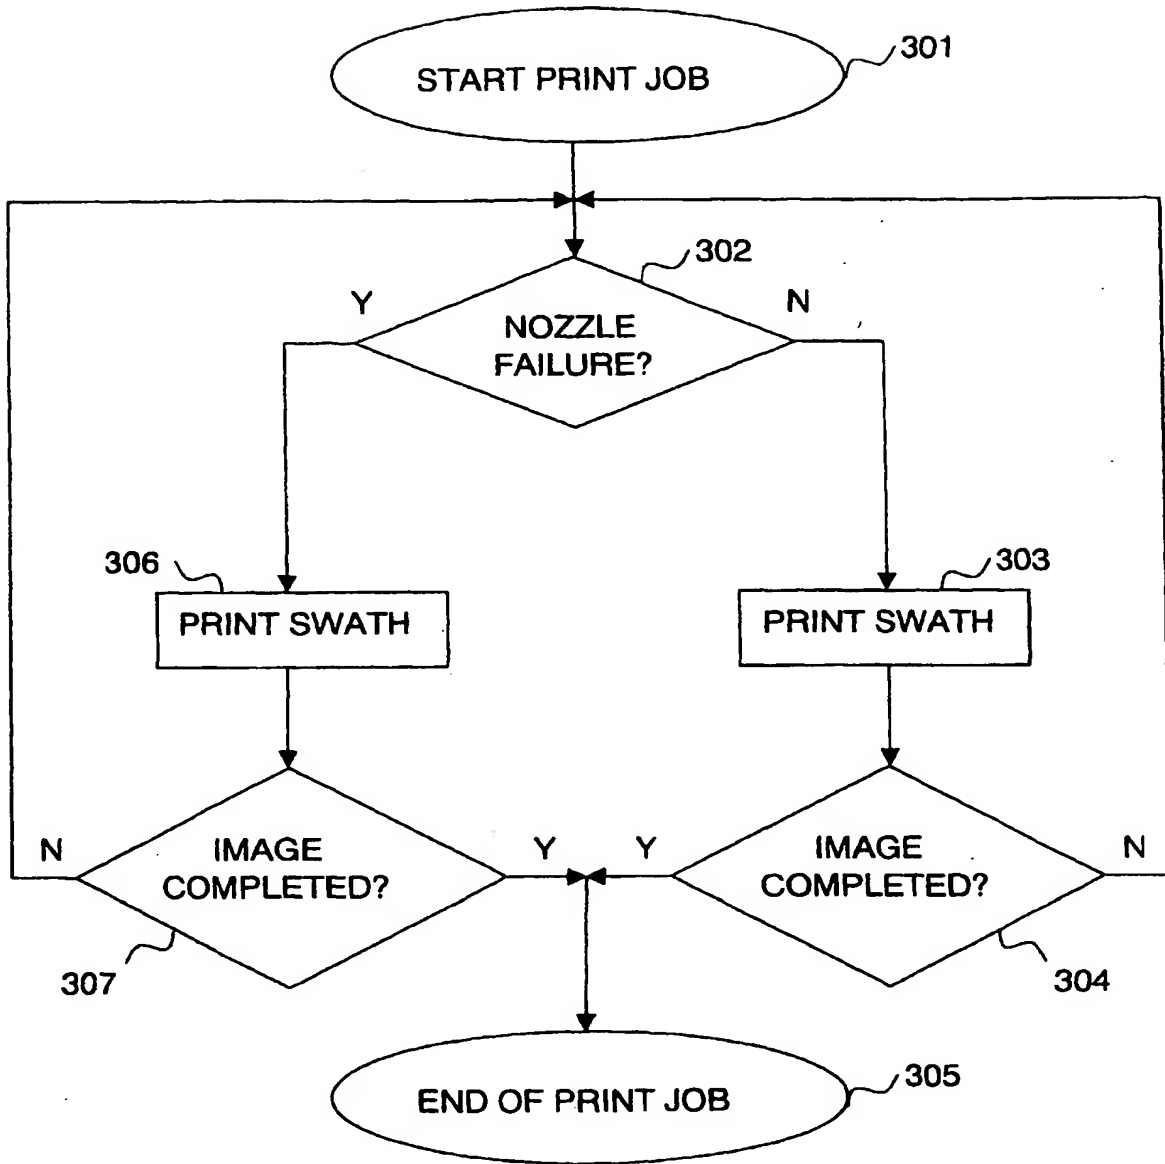 START PRINT JOB
301
302
Y
N
NOZZLE
FAILURE?
306
303
PRINT SWATH
PRINT SWATH
N
IMAGE
COMPLETED?
Y
Y
IMAGE
COMPLETED?
N
307
304
END OF PRINT JOB
305